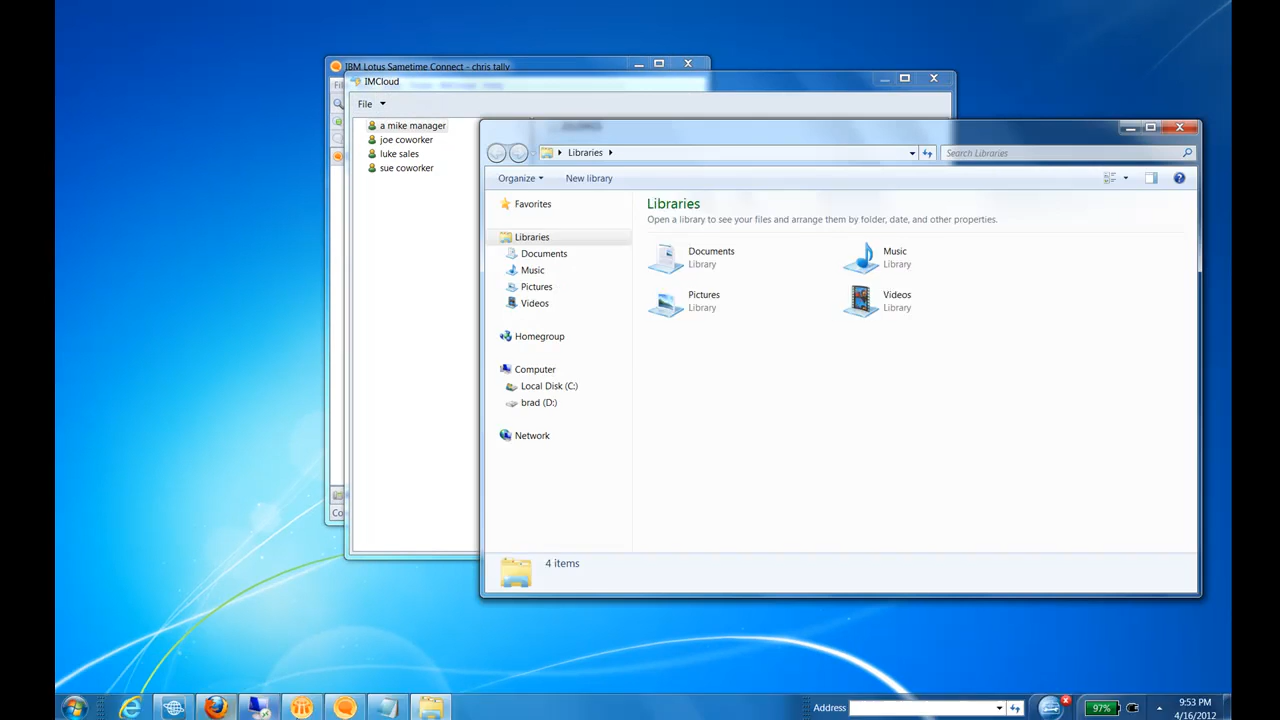 IBM Lotus Sametime Connect - chris tally
IMCloud
File
a mike manager
joe coworker
luke sales
sue coworker
Libraries
Search Libraries
Organize
New library
Favorites
Libraries
Documents
Music
Pictures
Videos
Homegroup
Computer
Local Disk (C:)
brad (D:)
Network
Libraries
Open a library to see your files and arrange them by folder, date, and other properties.
Documents
Library
Music
Library
Pictures
Library
Videos
Library
4 items
Address
97%
9:53 PM
4/16/2012